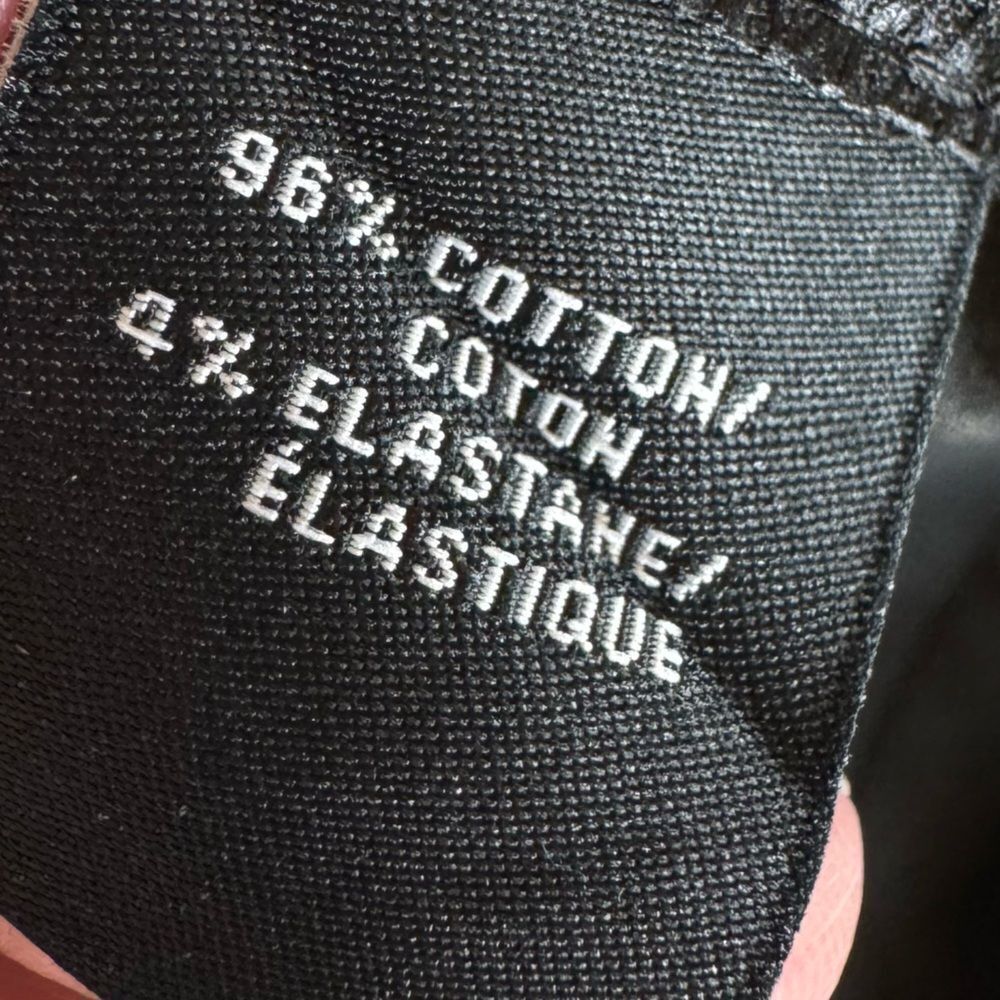 96% COTTON/
COTON
4% ELASTANE/
ÉLASTIQUE